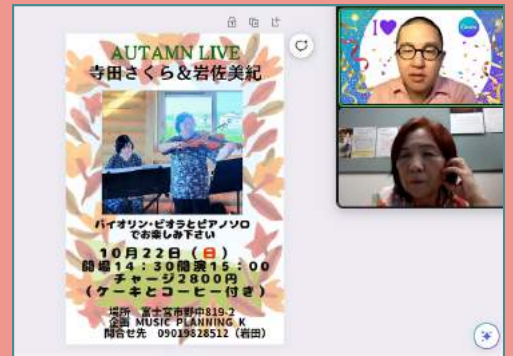 AUTAMN LIVE
寺田さくら&岩佐美紀
バイオリン・ビオラとピアノソロ
でお楽しみ下さい
10月22日(日)
開場14:30開演15:00
チャージ2800円
(ケーキとコーヒー付き)
場所 富士宮市野中819-2
企画 MUSIC PLANNING K
問合せ先 09019828512(岩田)
I
Canva